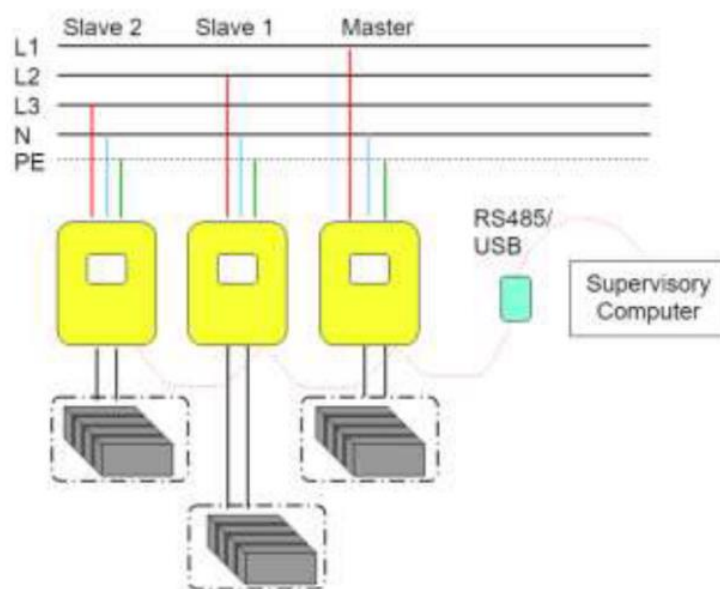 Slave 2
Slave 1
Master
L1
L2
L3
N
PE
RS485/
USB
Supervisory
Computer